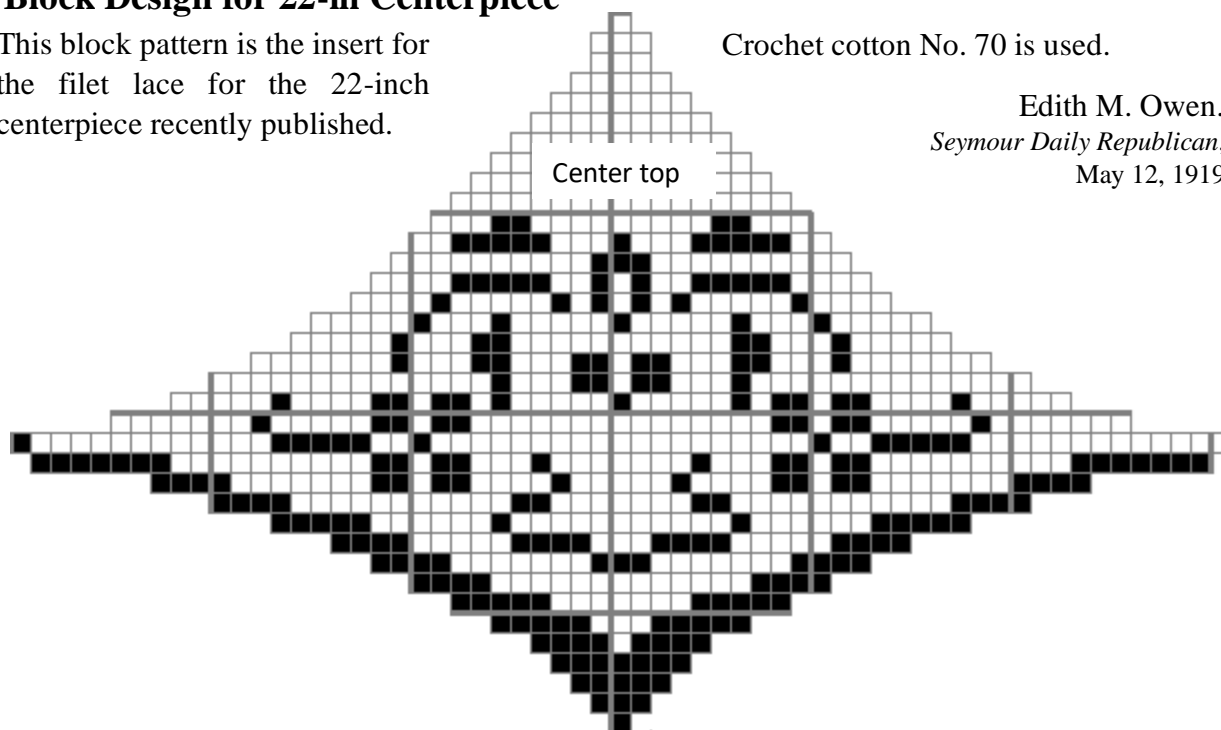 Block Design for 22-in Centerpiece
This block pattern is the insert for
the filet lace for the 22-inch
centerpiece recently published.
Crochet cotton No. 70 is used.
Edith M. Owen.
Seymour Daily Republican.
May 12, 1919
Center top